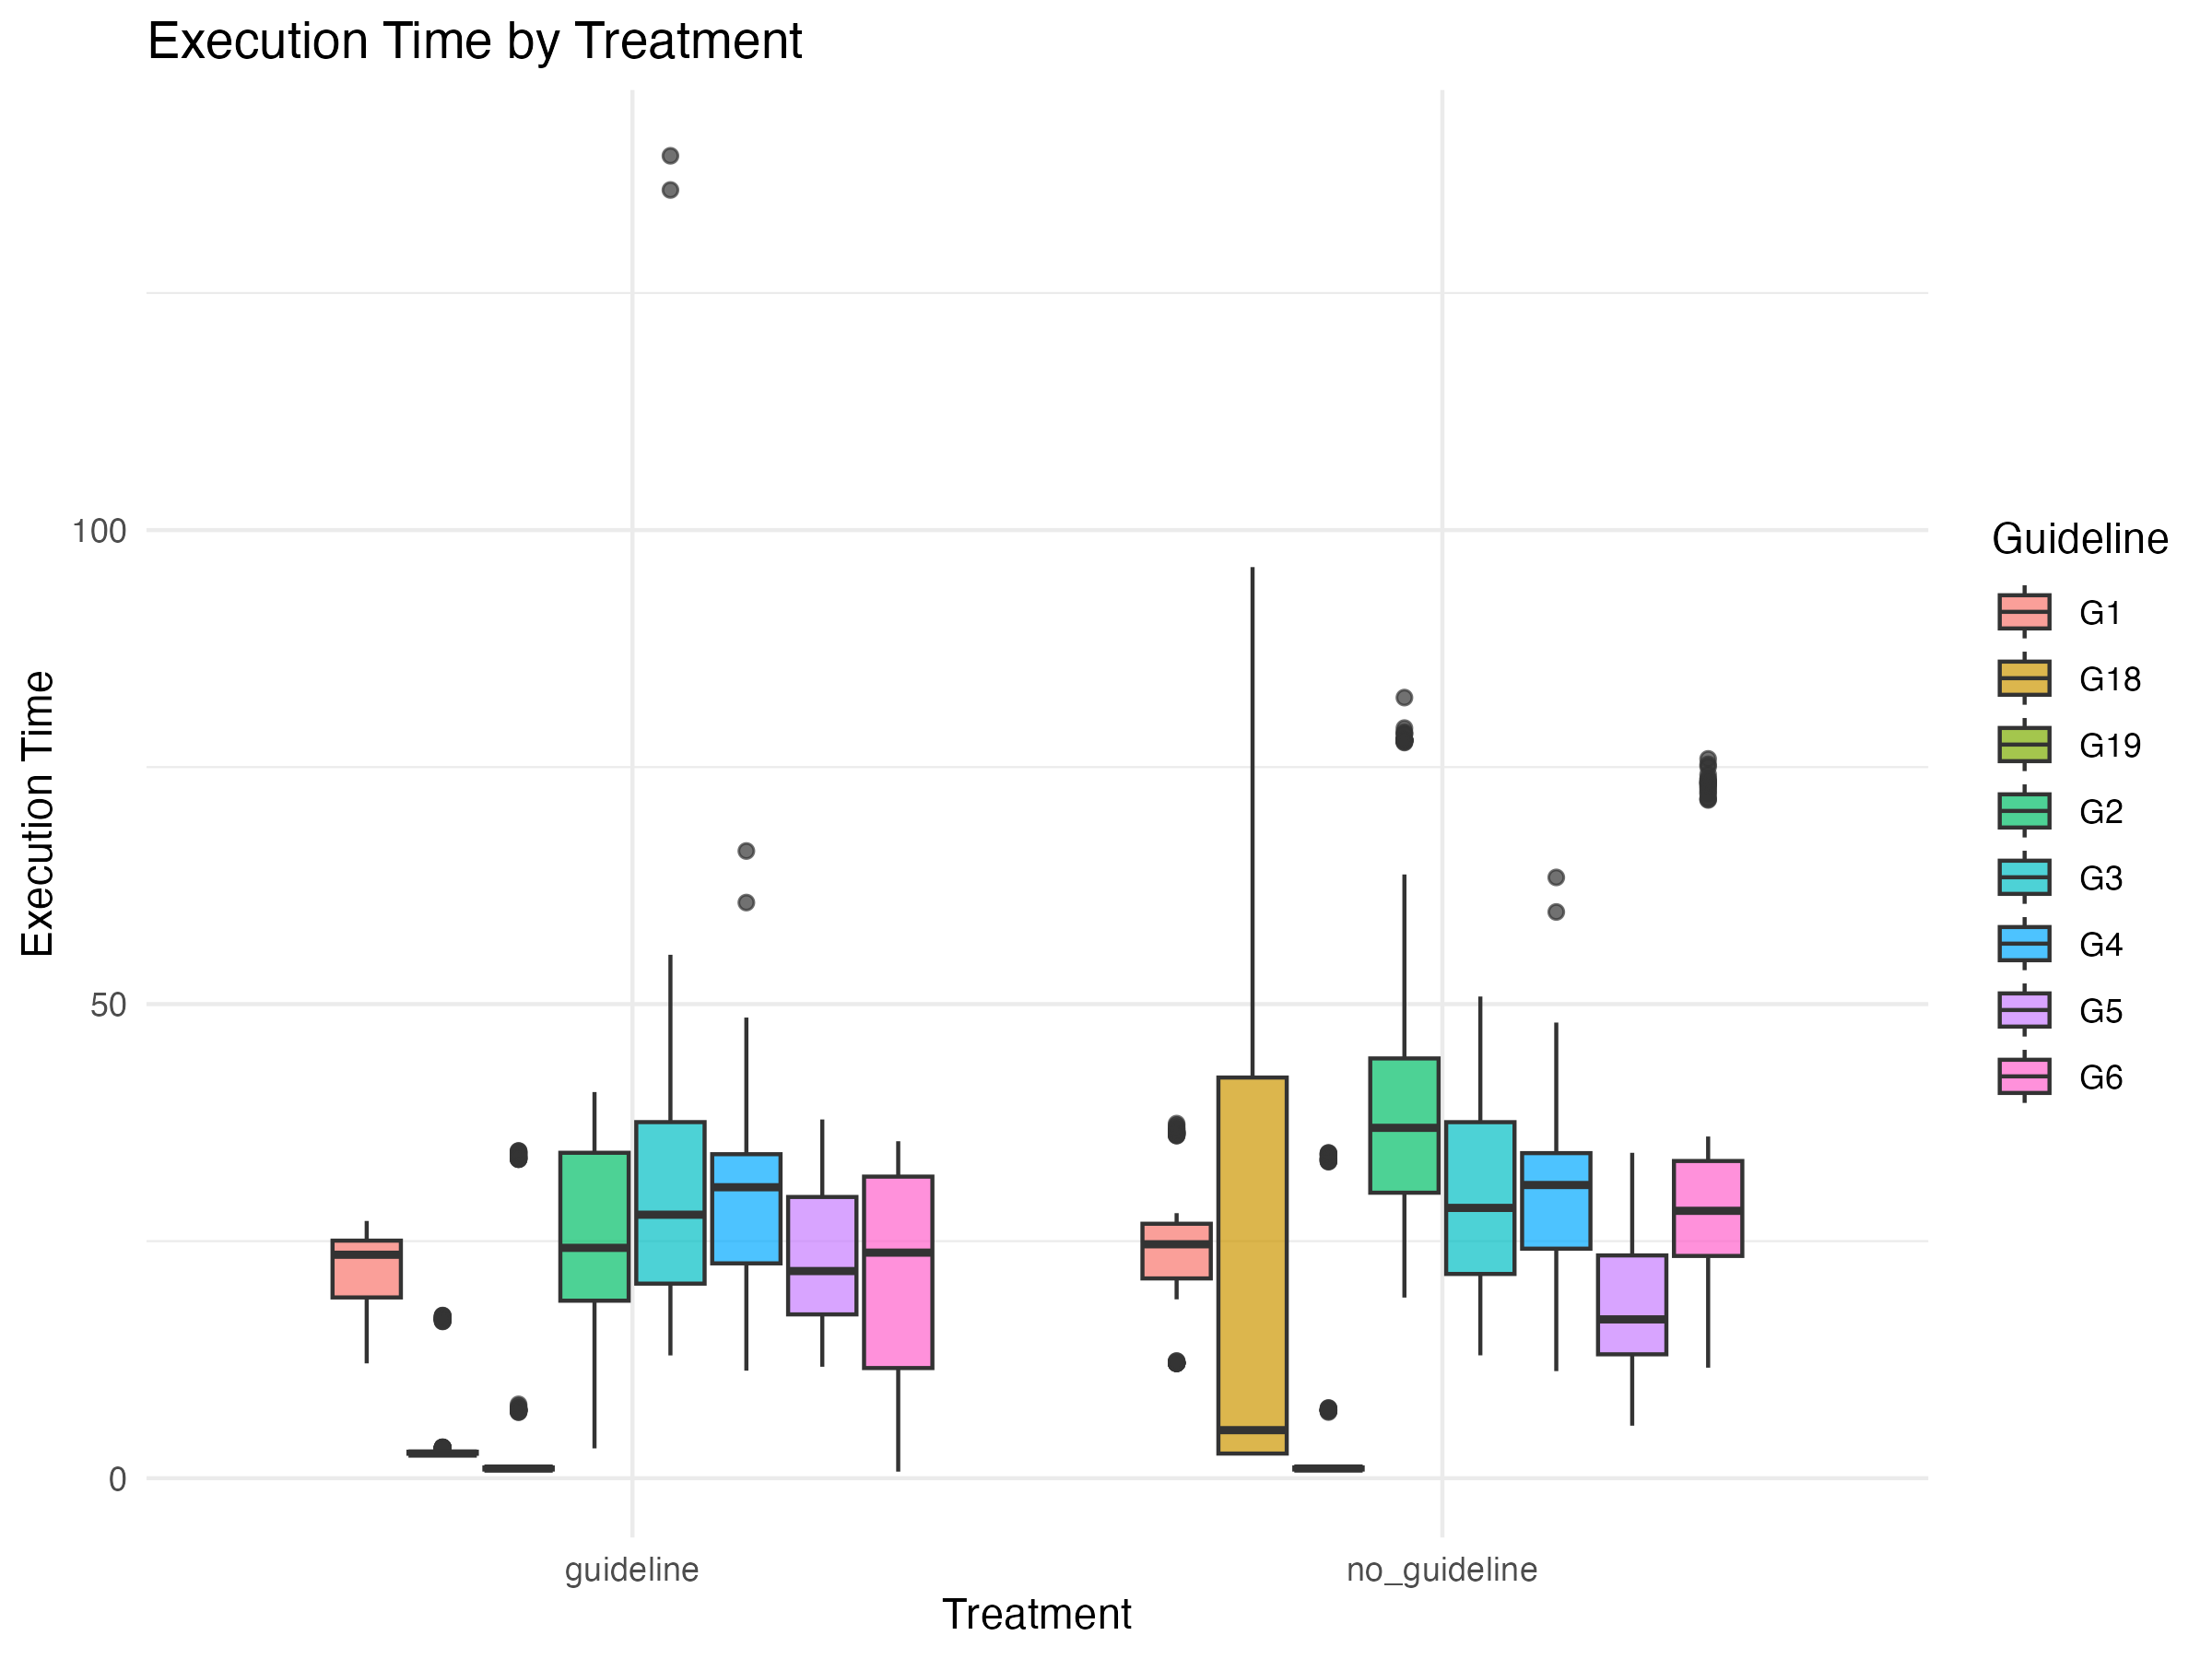 Execution Time by Treatment
Execution Time
100
50
0
guideline
no_guideline
Treatment
Guideline
G1
G18
G19
G2
G3
G4
G5
G6